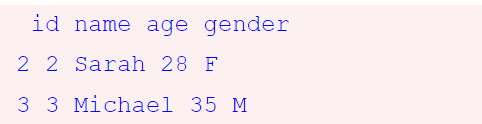 id name age gender
2 2 Sarah 28 F
3 3 Michael 35 M